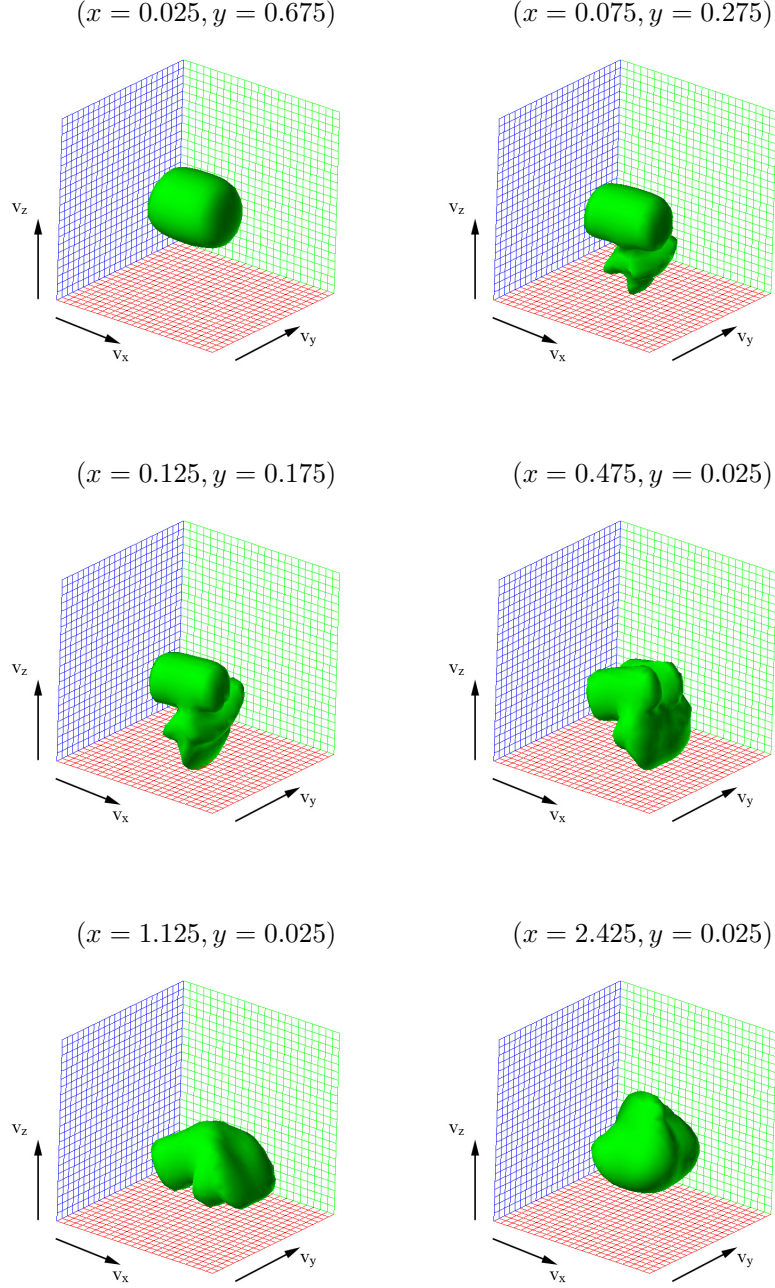 (x = 0.025, y = 0.675)
(x = 0.075, y = 0.275)
v_z
v_x
v_y
v_z
v_x
v_y
(x = 0.125, y = 0.175)
(x = 0.475, y = 0.025)
v_z
v_x
v_y
v_z
v_x
v_y
(x = 1.125, y = 0.025)
(x = 2.425, y = 0.025)
v_z
v_x
v_y
v_z
v_x
v_y